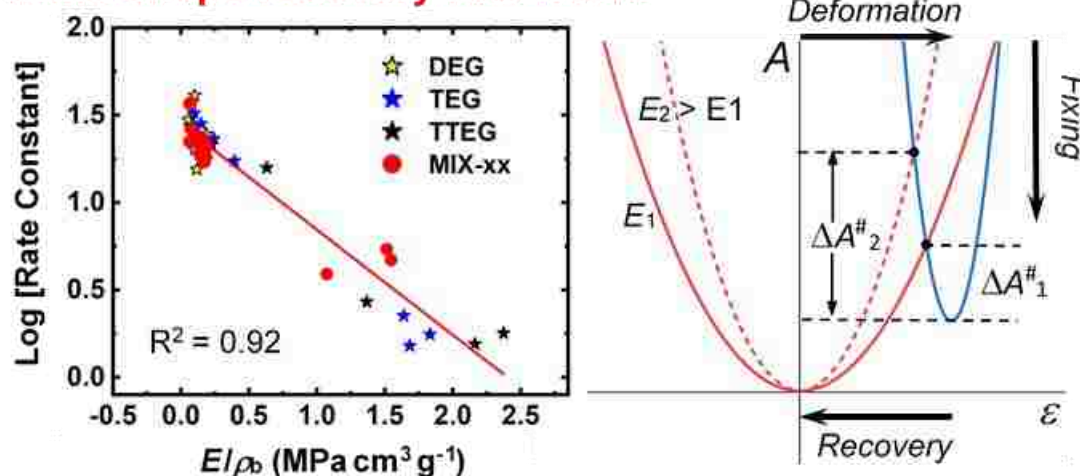 2.0
1.5
1.0
0.5
0.0
-0.5 0.0 0.5 1.0 1.5 2.0 2.5
Log [Rate Constant]
E/ρb (MPa cm³ g⁻¹)
DEG
TEG
TTEG
MIX-xx
R² = 0.92
Deformation
A
E₂ > E1
E₁
ΔA#₂
ΔA#₁
Fixing
ε
Recovery